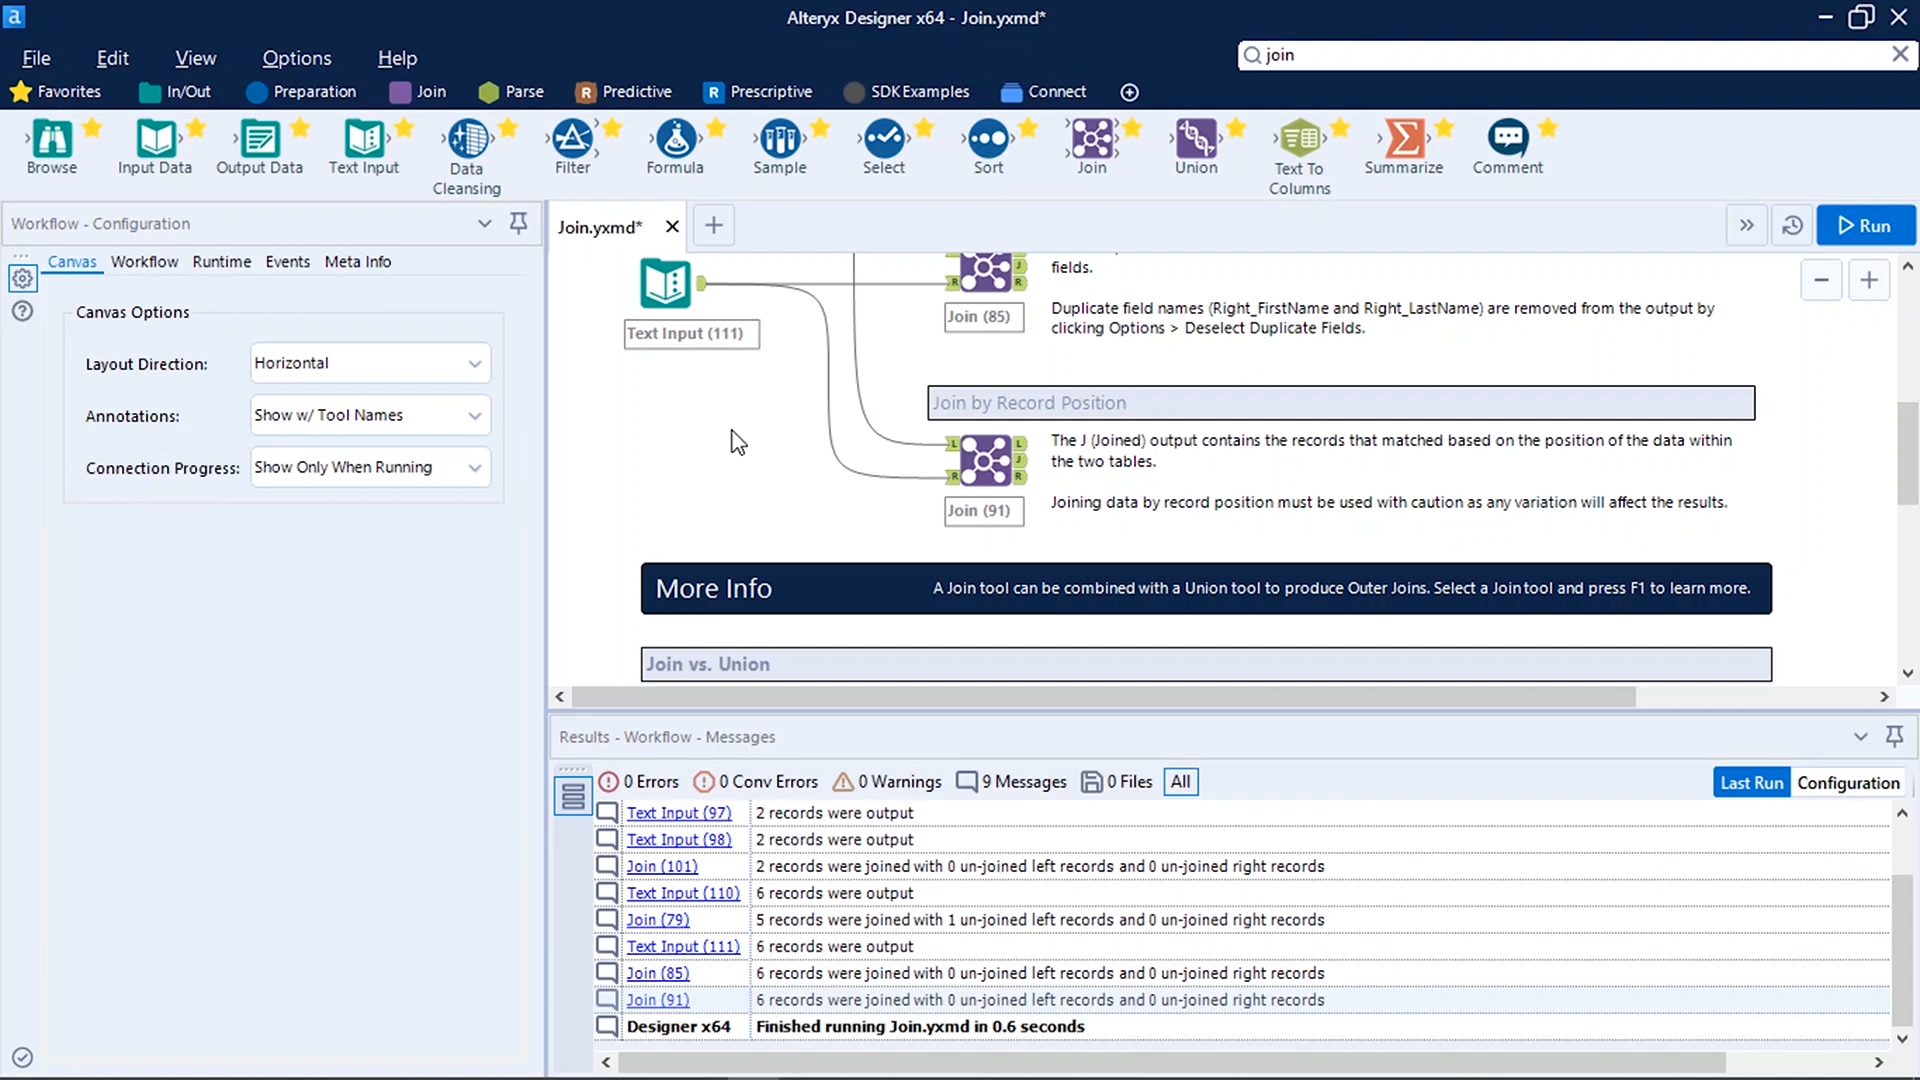 a
Alteryx Designer x64 - Join.yxmd*
File Edit View Options Help
join
Favorites In/Out Preparation Join Parse Predictive Prescriptive SDK Examples Connect
Browse Input Data Output Data Text Input Data Cleansing Filter Formula Sample Select Sort Join Union Text To Columns Summarize Comment
Workflow - Configuration
Join.yxmd*
Run
Canvas Workflow Runtime Events Meta Info
Canvas Options
Layout Direction: Horizontal
Annotations: Show w/ Tool Names
Connection Progress: Show Only When Running
fields.
J
R R
Text Input (111)
Join (85)
Duplicate field names (Right_FirstName and Right_LastName) are removed from the output by
clicking Options > Deselect Duplicate Fields.
Join by Record Position
L L
J
R R
Join (91)
The J (Joined) output contains the records that matched based on the position of the data within
the two tables.
Joining data by record position must be used with caution as any variation will affect the results.
More Info
A Join tool can be combined with a Union tool to produce Outer Joins. Select a Join tool and press F1 to learn more.
Join vs. Union
Results - Workflow - Messages
0 Errors 0 Conv Errors 0 Warnings 9 Messages 0 Files All
Last Run Configuration
Text Input (97) 2 records were output
Text Input (98) 2 records were output
Join (101) 2 records were joined with 0 un-joined left records and 0 un-joined right records
Text Input (110) 6 records were output
Join (79) 5 records were joined with 1 un-joined left records and 0 un-joined right records
Text Input (111) 6 records were output
Join (85) 6 records were joined with 0 un-joined left records and 0 un-joined right records
Join (91) 6 records were joined with 0 un-joined left records and 0 un-joined right records
Designer x64 Finished running Join.yxmd in 0.6 seconds